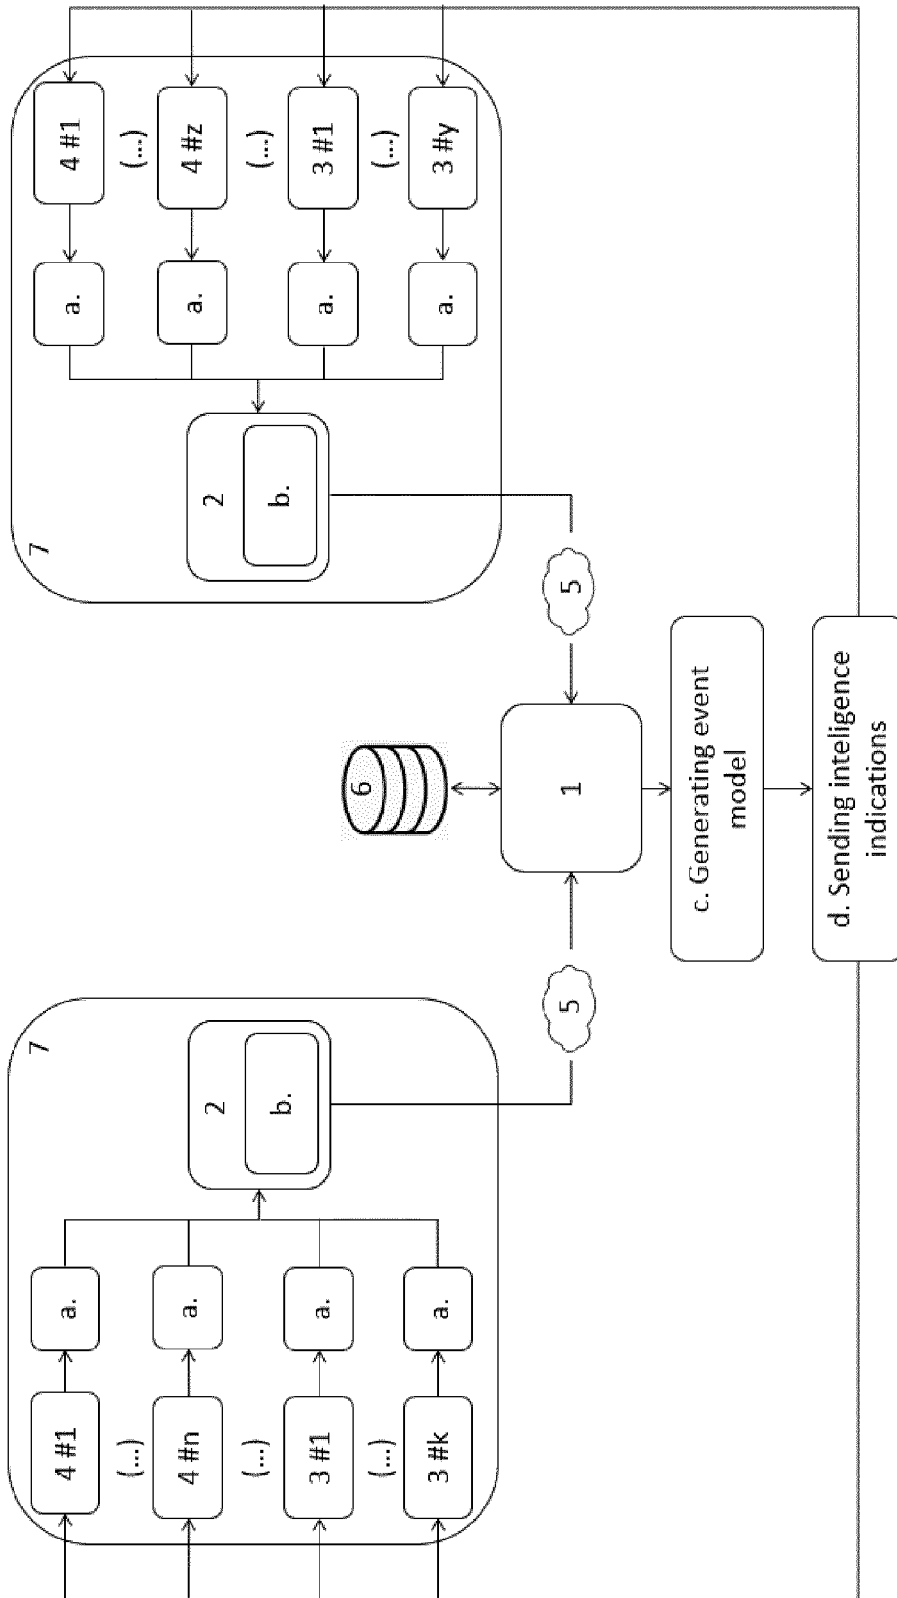 7
4 #1
a.
(...)
4 #n
a.
(...)
3 #1
a.
(...)
3 #k
a.
2
b.
5
6
1
c. Generating event
model
d. Sending inteligence
indications
5
7
2
b.
a.
4 #1
(...)
a.
4 #z
(...)
a.
3 #1
(...)
a.
3 #y